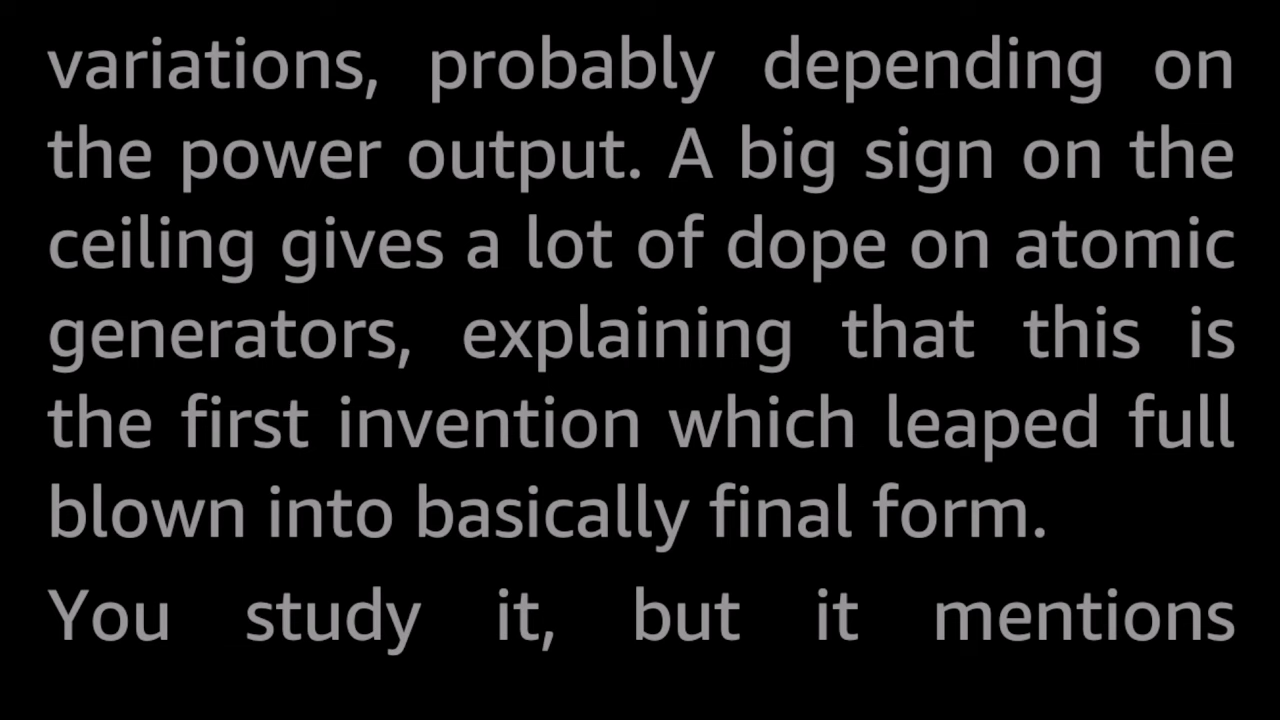 variations, probably depending on
the power output. A big sign on the
ceiling gives a lot of dope on atomic
generators, explaining that this is
the first invention which leaped full
blown into basically final form.
You study it, but it mentions